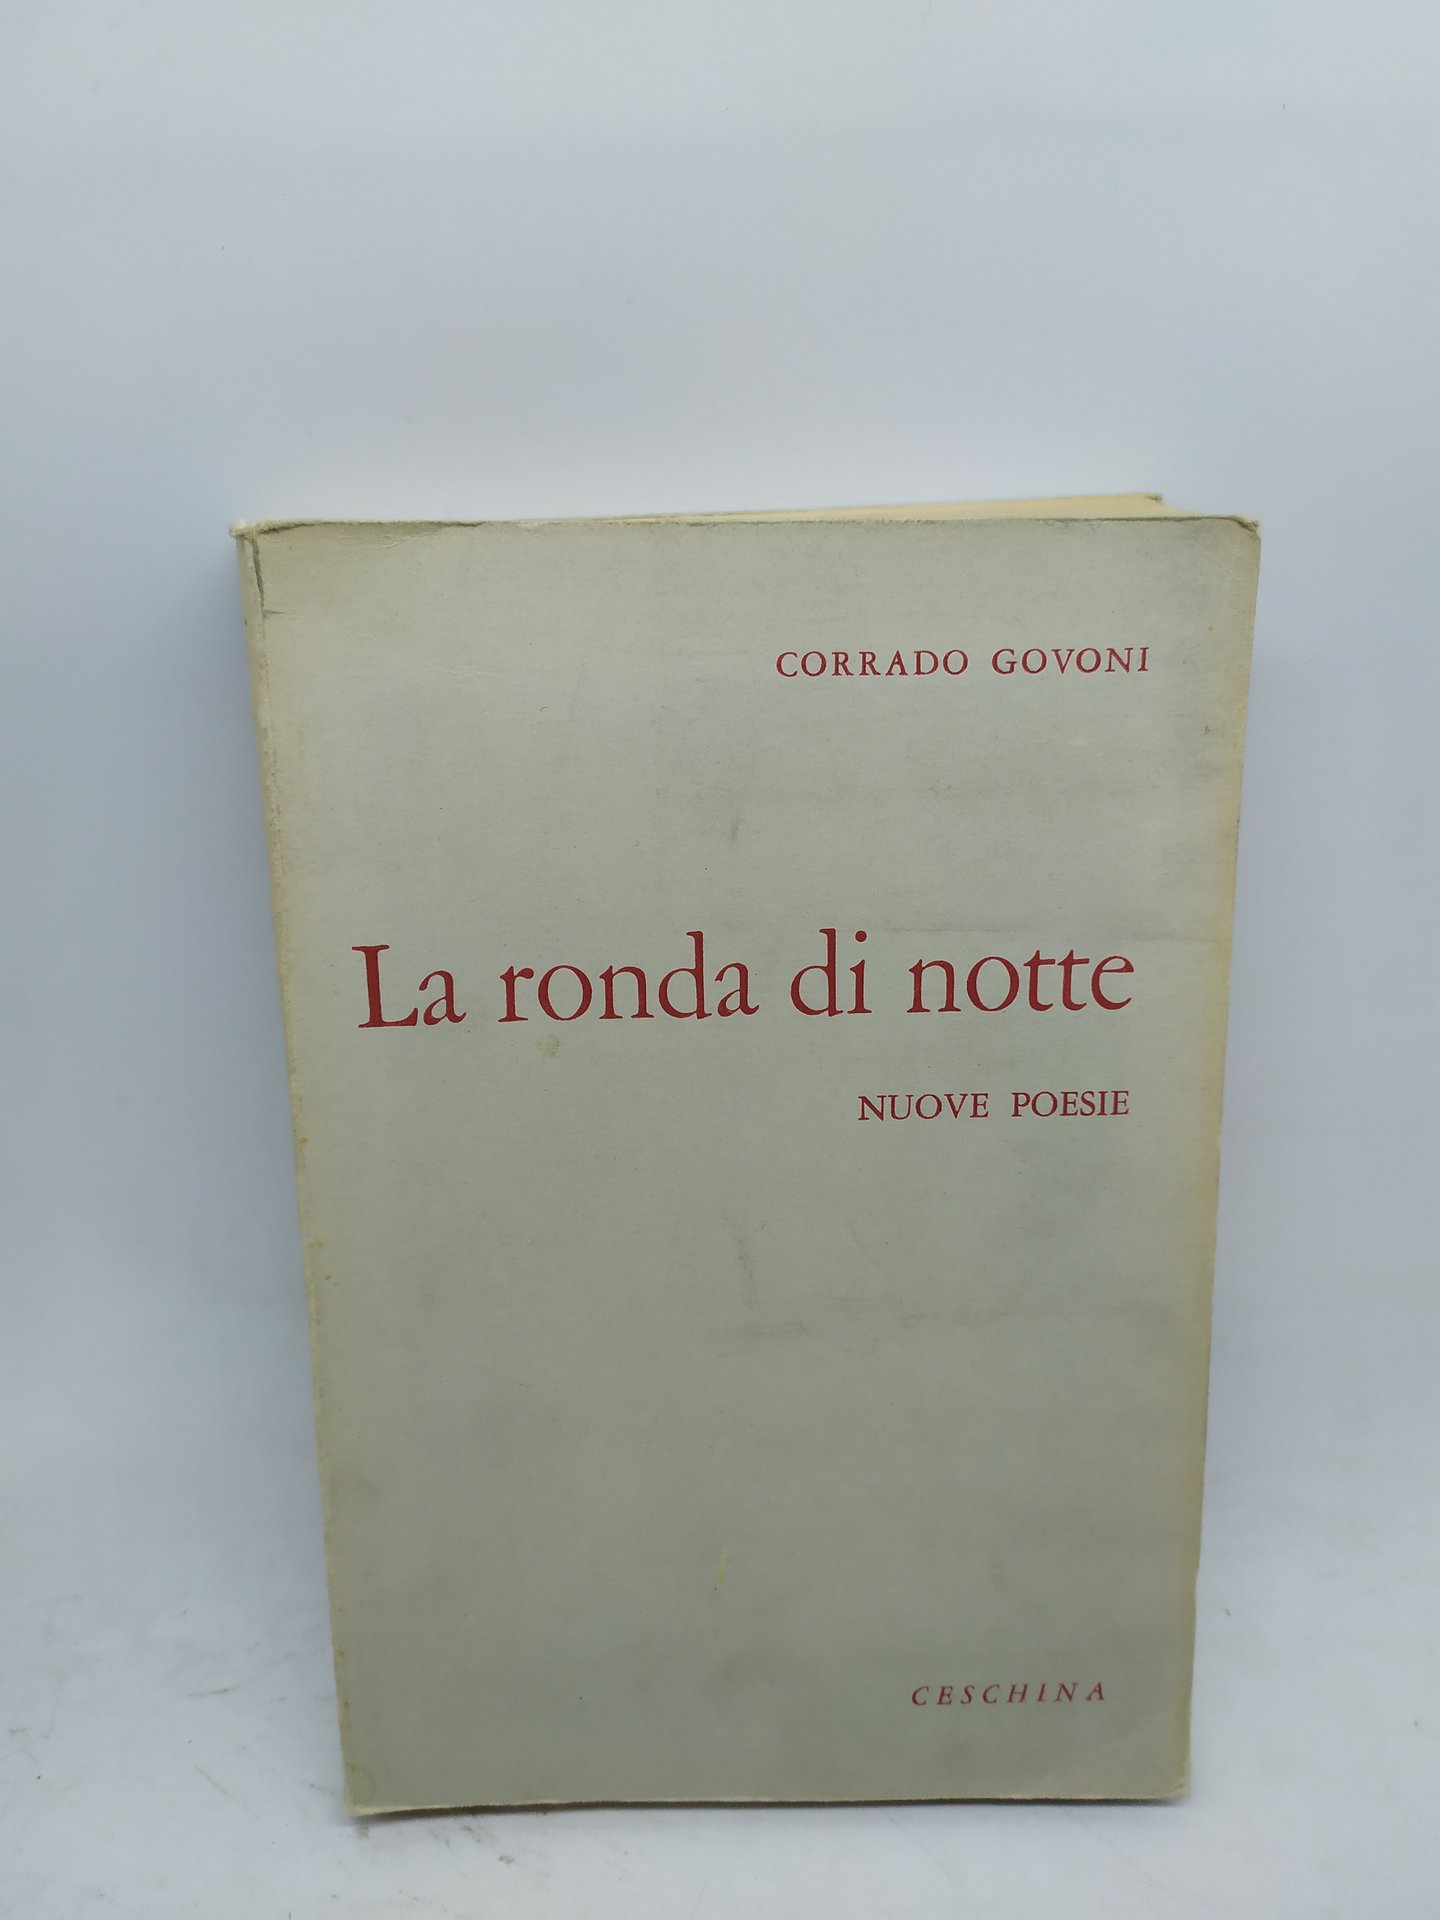 CORRADO GOVONI
La ronda di notte
NUOVE POESIE
CESCHINA